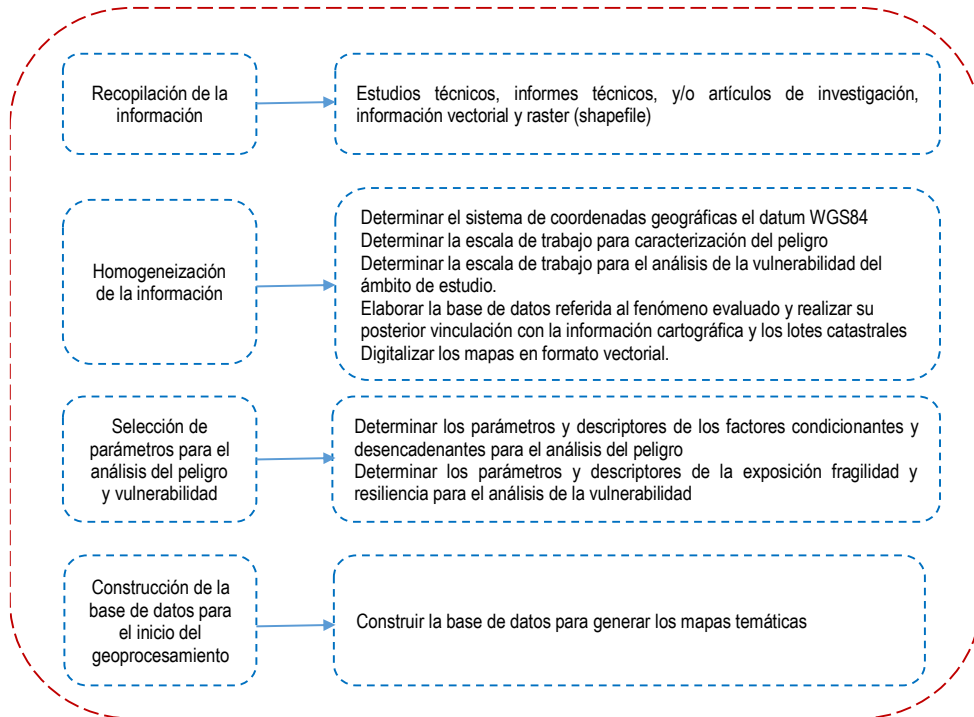 Recopilación de la
información
Estudios técnicos, informes técnicos, y/o artículos de investigación,
información vectorial y raster (shapefile)
Homogeneización
de la información
Determinar el sistema de coordenadas geográficas el datum WGS84
Determinar la escala de trabajo para caracterización del peligro
Determinar la escala de trabajo para el análisis de la vulnerabilidad del
ámbito de estudio.
Elaborar la base de datos referida al fenómeno evaluado y realizar su
posterior vinculación con la información cartográfica y los lotes catastrales
Digitalizar los mapas en formato vectorial.
Selección de
parámetros para el
análisis del peligro
y vulnerabilidad
Determinar los parámetros y descriptores de los factores condicionantes y
desencadenantes para el análisis del peligro
Determinar los parámetros y descriptores de la exposición fragilidad y
resiliencia para el análisis de la vulnerabilidad
Construcción de la
base de datos para
el inicio del
geoprocesamiento
Construir la base de datos para generar los mapas temáticas